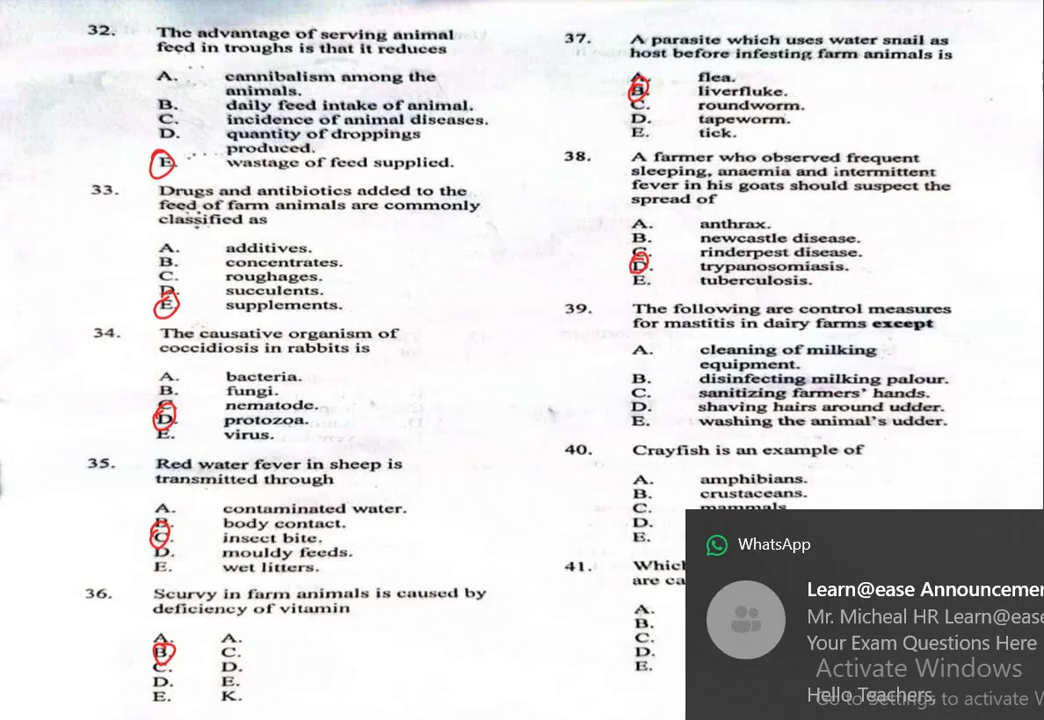 32. The advantage of serving animal
feed in troughs is that it reduces
A. cannibalism among the
animals.
B. daily feed intake of animal.
C. incidence of animal diseases.
D. quantity of droppings
produced.
E. wastage of feed supplied.
33. Drugs and antibiotics added to the
feed of farm animals are commonly
classified as
A. additives.
B. concentrates.
C. roughages.
D. succulents.
E. supplements.
34. The causative organism of
coccidiosis in rabbits is
A. bacteria.
B. fungi.
C. nematode.
D. protozoa.
E. virus.
35. Red water fever in sheep is
transmitted through
A. contaminated water.
B. body contact.
C. insect bite.
D. mouldy feeds.
E. wet litters.
36. Scurvy in farm animals is caused by
deficiency of vitamin
A. A.
B. C.
C. D.
D. E.
E. K.
37. A parasite which uses water snail as
host before infesting farm animals is
A. flea.
B. liverfluke.
C. roundworm.
D. tapeworm.
E. tick.
38. A farmer who observed frequent
sleeping, anaemia and intermittent
fever in his goats should suspect the
spread of
A. anthrax.
B. newcastle disease.
C. rinderpest disease.
D. trypanosomiasis.
E. tuberculosis.
39. The following are control measures
for mastitis in dairy farms except
A. cleaning of milking
equipment.
B. disinfecting milking palour.
C. sanitizing farmers' hands.
D. shaving hairs around udder.
E. washing the animal's udder.
40. Crayfish is an example of
A. amphibians.
B. crustaceans.
C. mammals
D.
E.
41. Which
are ca
A.
B.
C.
D.
E.
WhatsApp
Learn@ease Announcemen
Mr. Micheal HR Learn@ease
Your Exam Questions Here
Activate Windows
Hello Teachers,
Go to Settings to activate W